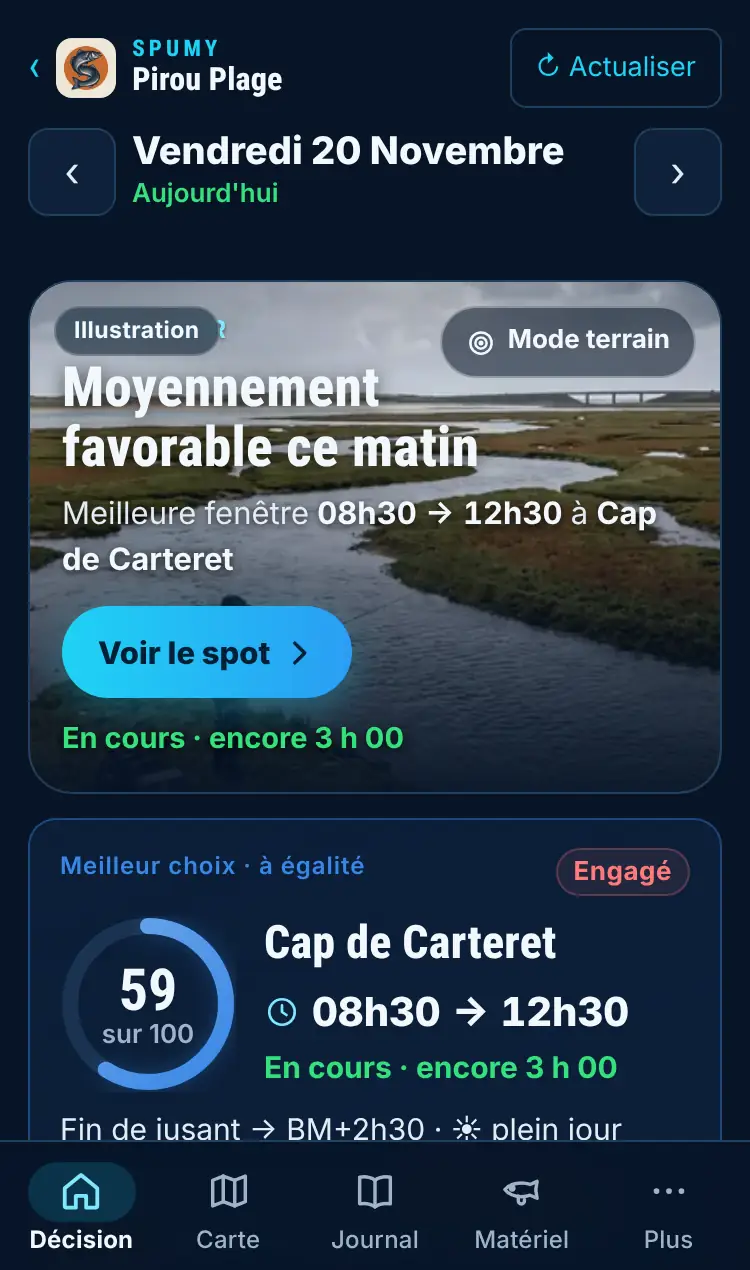 SPUMY
Pirou Plage
Actualiser
Vendredi 20 Novembre
Aujourd'hui
Illustration
Mode terrain
Moyennement
favorable ce matin
Meilleure fenêtre 08h30 → 12h30 à Cap
de Carteret
Voir le spot
En cours · encore 3 h 00
Meilleur choix · à égalité
Engagé
59
sur 100
Cap de Carteret
08h30 → 12h30
En cours · encore 3 h 00
Fin de jusant → BM+2h30 · ☀ plein jour
Décision
Carte
Journal
Matériel
Plus